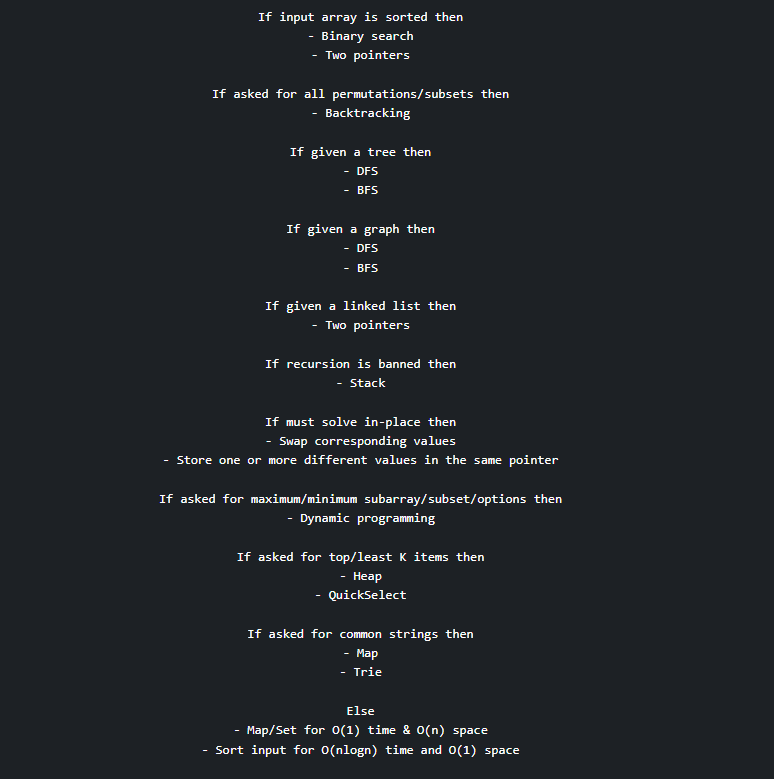 If input array is sorted then
- Binary search
- Two pointers
If asked for all permutations/subsets then
- Backtracking
If given a tree then
- DFS
- BFS
If given a graph then
- DFS
- BFS
If given a linked list then
- Two pointers
If recursion is banned then
- Stack
If must solve in-place then
- Swap corresponding values
- Store one or more different values in the same pointer
If asked for maximum/minimum subarray/subset/options then
- Dynamic programming
If asked for top/least K items then
- Heap
- QuickSelect
If asked for common strings then
- Map
- Trie
Else
- Map/Set for O(1) time & O(n) space
- Sort input for O(nlogn) time and O(1) space